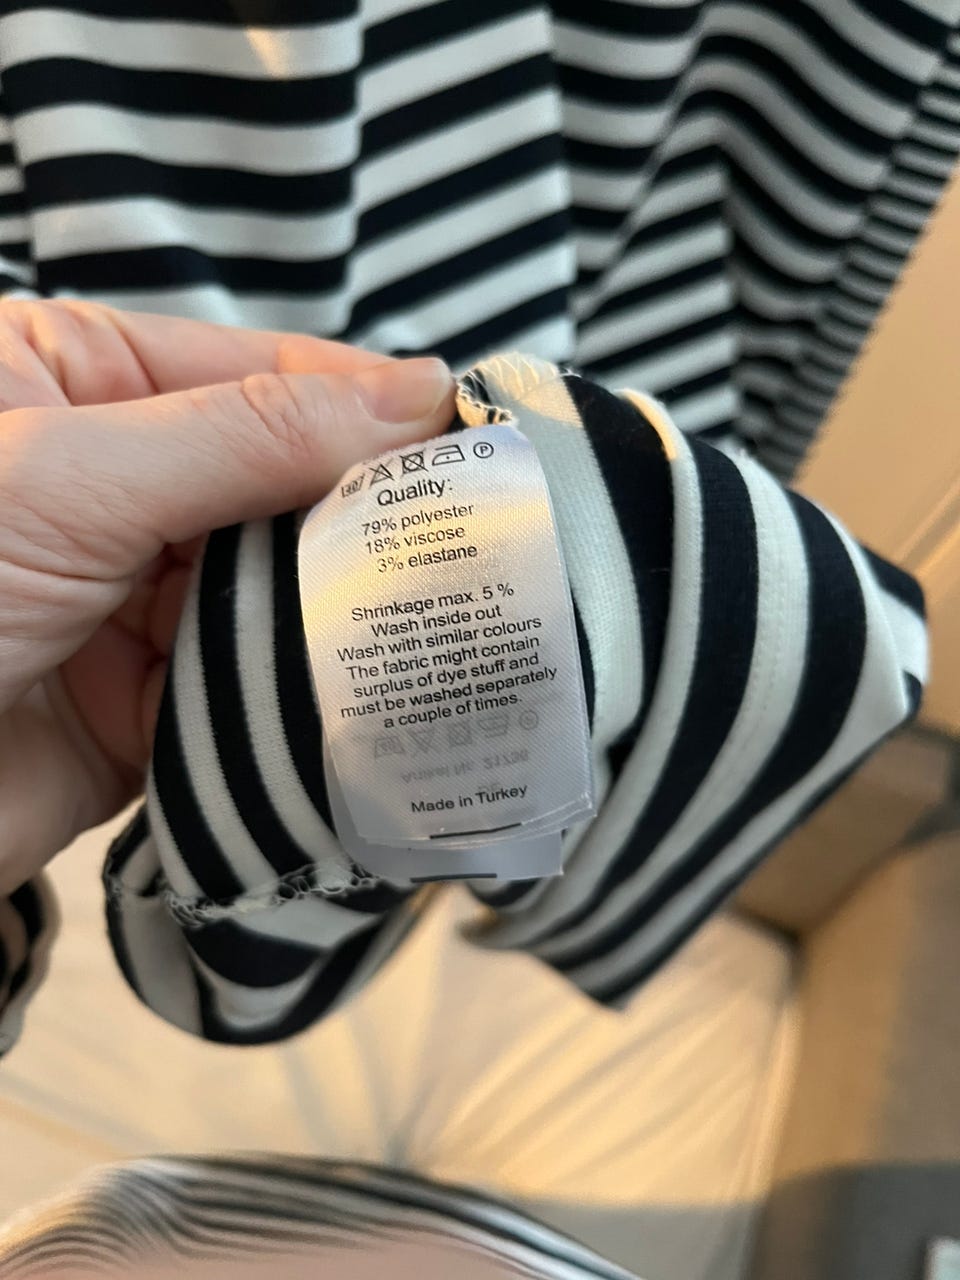 30
P
Quality:
79% polyester
18% viscose
3% elastane
Shrinkage max. 5 %
Wash inside out
Wash with similar colours
The fabric might contain
surplus of dye stuff and
must be washed separately
a couple of times.
Made in Turkey